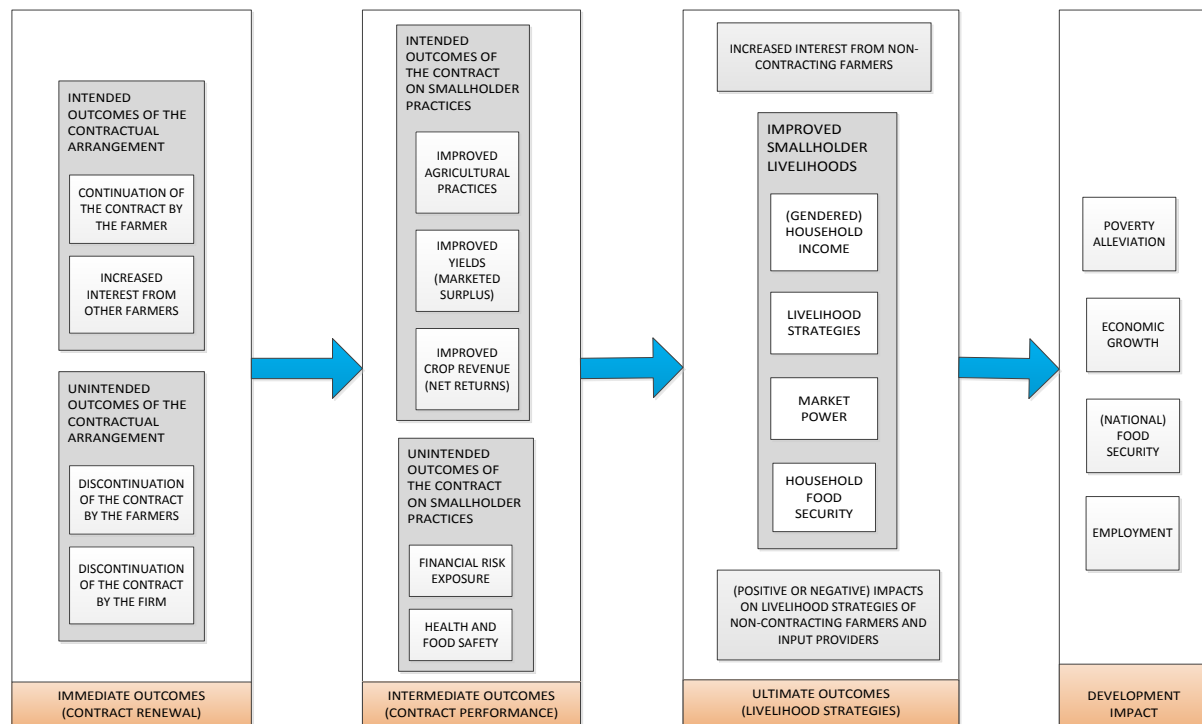 INTENDED
OUTCOMES OF THE
CONTRACTUAL
ARRANGEMENT
CONTINUATION OF
THE CONTRACT BY
THE FARMER
INCREASED
INTEREST FROM
OTHER FARMERS
UNINTENDED
OUTCOMES OF THE
CONTRACTUAL
ARRANGEMENT
DISCONTINUATION
OF THE CONTRACT
BY THE FARMERS
DISCONTINUATION
OF THE CONTRACT
BY THE FIRM
IMMEDIATE OUTCOMES
(CONTRACT RENEWAL)
INTENDED
OUTCOMES OF
THE CONTRACT
ON SMALLHOLDER
PRACTICES
IMPROVED
AGRICULTURAL
PRACTICES
IMPROVED
YIELDS
(MARKETED
SURPLUS)
IMPROVED
CROP REVENUE
(NET RETURNS)
UNINTENDED
OUTCOMES OF
THE CONTRACT
ON SMALLHOLDER
PRACTICES
FINANCIAL RISK
EXPOSURE
HEALTH AND
FOOD SAFETY
INTERMEDIATE OUTCOMES
(CONTRACT PERFORMANCE)
INCREASED INTEREST FROM NON-
CONTRACTING FARMERS
IMPROVED
SMALLHOLDER
LIVELIHOODS
(GENDERED)
HOUSEHOLD
INCOME
LIVELIHOOD
STRATEGIES
MARKET
POWER
HOUSEHOLD
FOOD
SECURITY
(POSITIVE OR NEGATIVE) IMPACTS
ON LIVELIHOOD STRATEGIES OF
NON-CONTRACTING FARMERS AND
INPUT PROVIDERS
ULTIMATE OUTCOMES
(LIVELIHOOD STRATEGIES)
POVERTY
ALLEVIATION
ECONOMIC
GROWTH
(NATIONAL)
FOOD
SECURITY
EMPLOYMENT
DEVELOPMENT
IMPACT